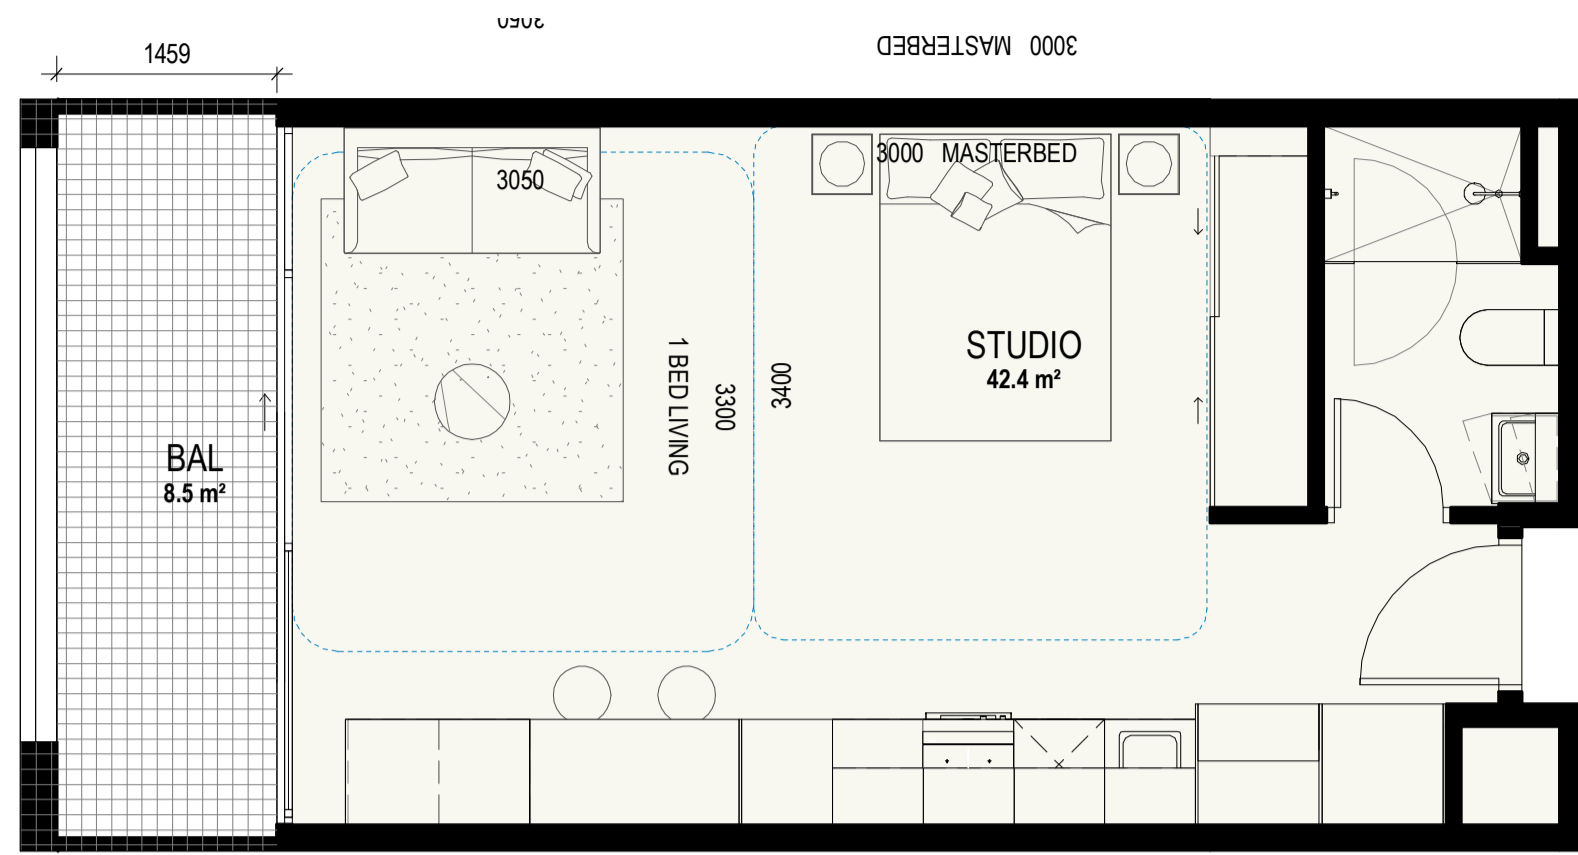 3050
1459
3000 MASTERBED
3000 MASTERBED
3050
STUDIO
42.4 m²
1 BED LIVING
3300
3400
BAL
8.5 m²